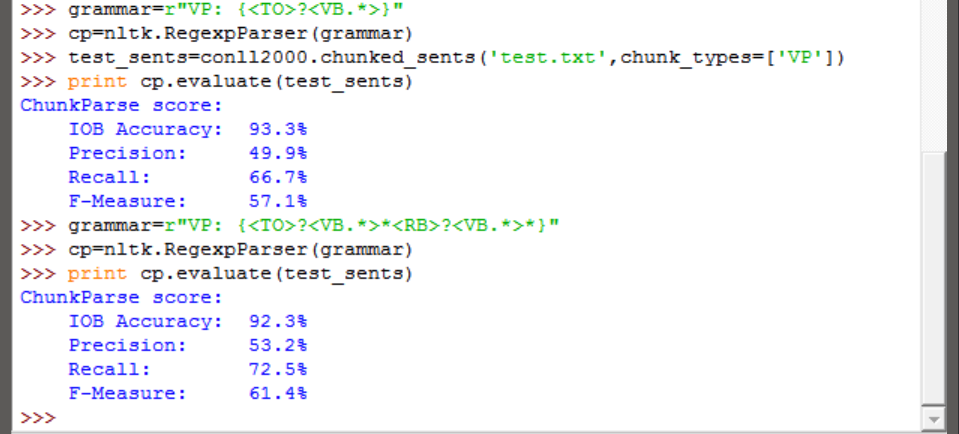 >>> grammar=r"VP: {<TO>?<VB.*>}"
>>> cp=nltk.RegexpParser(grammar)
>>> test_sents=conll2000.chunked_sents('test.txt',chunk_types=['VP'])
>>> print cp.evaluate(test_sents)
ChunkParse score:
    IOB Accuracy:  93.3%
    Precision:     49.9%
    Recall:        66.7%
    F-Measure:     57.1%
>>> grammar=r"VP: {<TO>?<VB.*>*<RB>?<VB.*>*}"
>>> cp=nltk.RegexpParser(grammar)
>>> print cp.evaluate(test_sents)
ChunkParse score:
    IOB Accuracy:  92.3%
    Precision:     53.2%
    Recall:        72.5%
    F-Measure:     61.4%
>>>